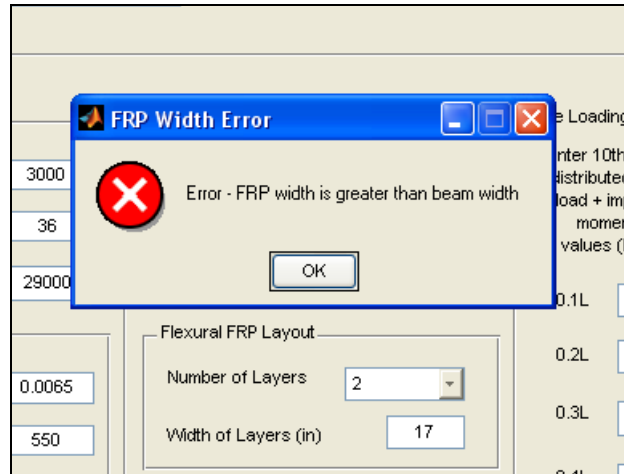 FRP Width Error
Error - FRP width is greater than beam width
OK
3000
36
29000
0.0065
550
Flexural FRP Layout
Number of Layers
2
Width of Layers (in)
17
e Loading
nter 10th
distributed
load + imp
momen
values (
0.1L
0.2L
0.3L